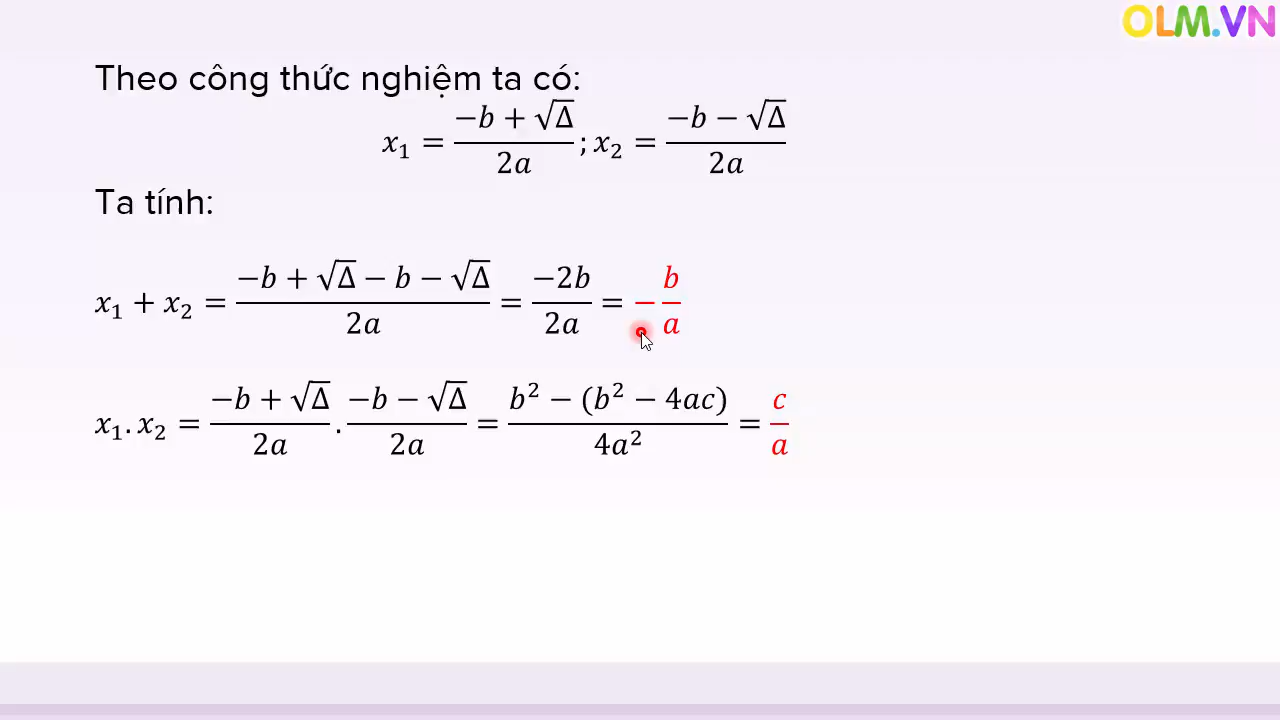 OLM.VN
Theo công thức nghiệm ta có:
x₁ = (−b + √Δ)/(2a) ; x₂ = (−b − √Δ)/(2a)
Ta tính:
x₁ + x₂ = (−b + √Δ − b − √Δ)/(2a) = (−2b)/(2a) = − b/a
x₁ . x₂ = (−b + √Δ)/(2a) . (−b − √Δ)/(2a) = (b² − (b² − 4ac))/(4a²) = c/a